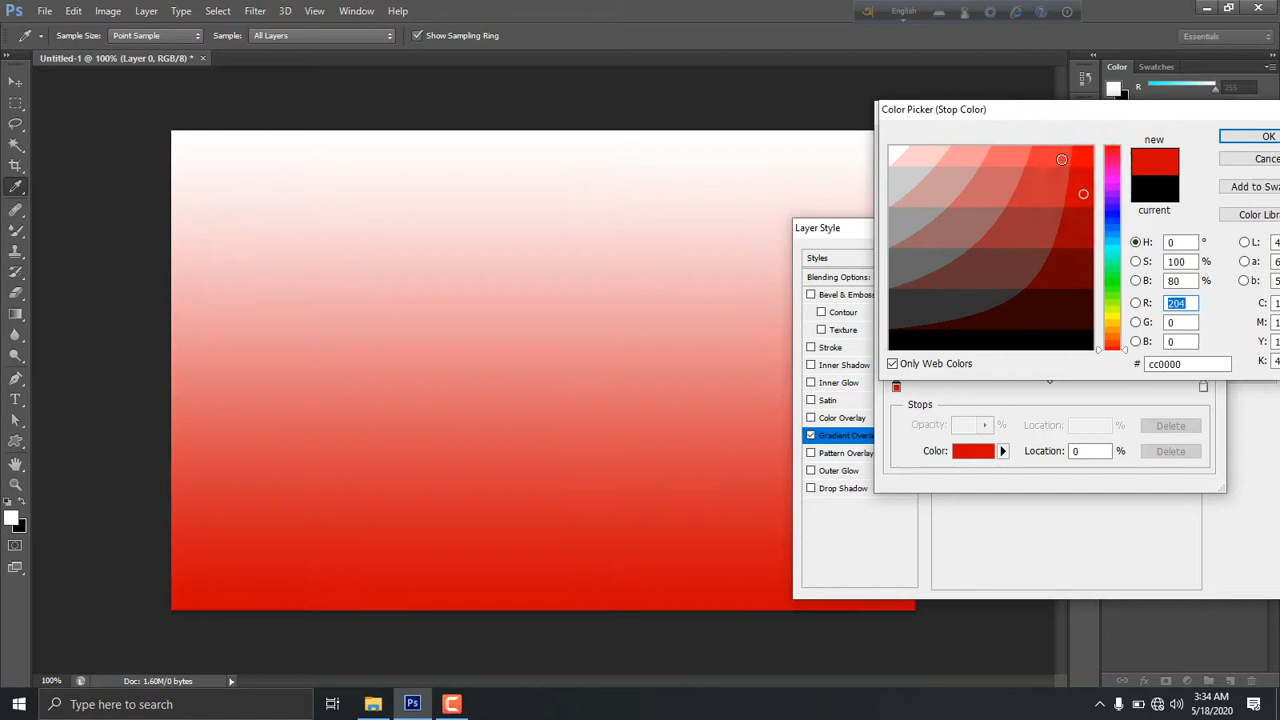 Ps File Edit Image Layer Type Select Filter 3D View Window Help
English
Sample Size: Point Sample Sample: All Layers Show Sampling Ring Essentials
Untitled-1 @ 100% (Layer 0, RGB/8) * ×
Color Swatches
R 255
Color Picker (Stop Color)
new
current
OK
Cance
Add to Swa
Color Libra
H: 0 ° L: 4
S: 100 % a: 6
B: 80 % b: 5
R: 204 C: 1
G: 0 M: 1
B: 0 Y: 1
# cc0000 K: 4
Only Web Colors
Layer Style
Styles
Blending Options:
Bevel & Emboss
Contour
Texture
Stroke
Inner Shadow
Inner Glow
Satin
Color Overlay
Gradient Overla
Pattern Overlay
Outer Glow
Drop Shadow
Stops
Opacity: % Location: % Delete
Color: Location: 0 % Delete
100% Doc: 1.60M/0 bytes
Type here to search
Ps
3:34 AM
5/18/2020